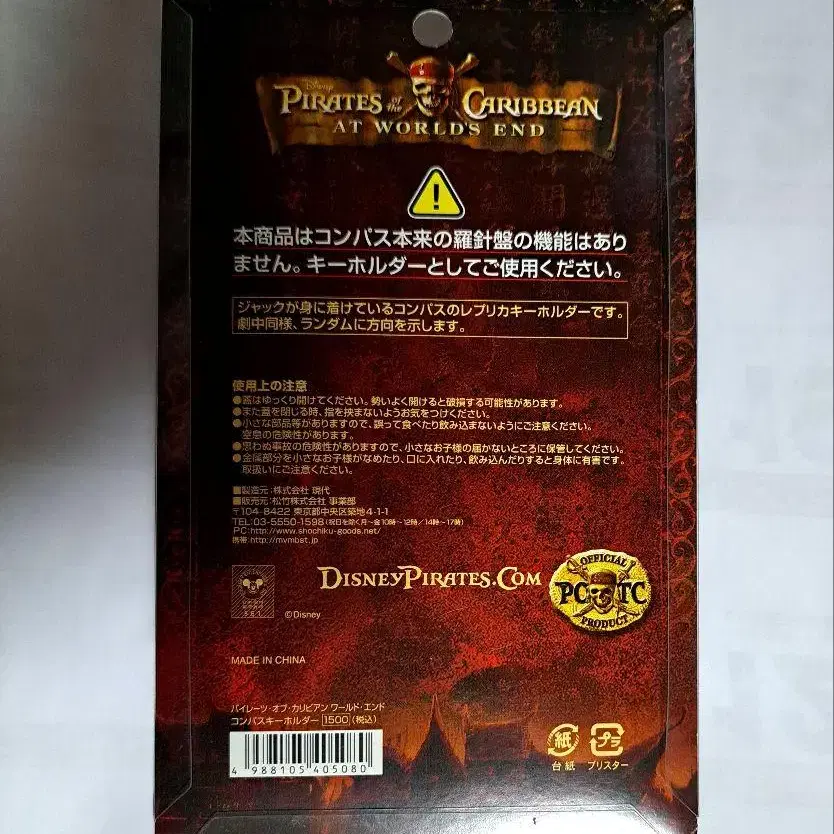 Disney
PIRATES of the CARIBBEAN
AT WORLD'S END
本商品はコンパス本来の羅針盤の機能はあり
ません。キーホルダーとしてご使用ください。
ジャックが身に着けているコンパスのレプリカキーホルダーです。
劇中同様、ランダムに方向を示します。
使用上の注意
●蓋はゆっくり開けてください。勢いよく開けると破損する可能性があります。
●また蓋を閉じる時、指を挟まないようお気をつけください。
●小さな部品等がありますので、誤って食べたり飲み込まないようにご注意ください。
窒息の危険性があります。
●思わぬ事故の危険性がありますので、小さなお子様の届かないところに保管してください。
●金属部分を小さなお子様がなめたり、口に入れたり、飲み込んだりすると身体に有害です。
取扱いにご注意ください。
■製造元:株式会社 現代
■販売元:松竹株式会社 事業部
〒104-8422 東京都中央区築地4-1-1
TEL:03-5550-1598(祝日を除く月〜金10時〜12時/14時〜17時)
PC:http://www.shochiku-goods.net/
携帯:http://mvmbst.jp
DISNEYPIRATES.COM
OFFICIAL
PC TC
PRODUCT
©Disney
MADE IN CHINA
パイレーツ・オブ・カリビアン ワールド・エンド
コンパスキーホルダー 1500 (税込)
4 988105 405080
紙 プラ
台紙 ブリスター